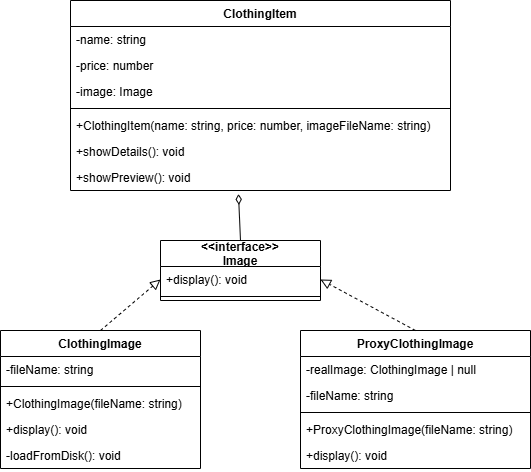 ClothingItem
-name: string
-price: number
-image: Image
+ClothingItem(name: string, price: number, imageFileName: string)
+showDetails(): void
+showPreview(): void
<<interface>>
Image
+display(): void
ClothingImage
-fileName: string
+ClothingImage(fileName: string)
+display(): void
-loadFromDisk(): void
ProxyClothingImage
-realImage: ClothingImage | null
-fileName: string
+ProxyClothingImage(fileName: string)
+display(): void